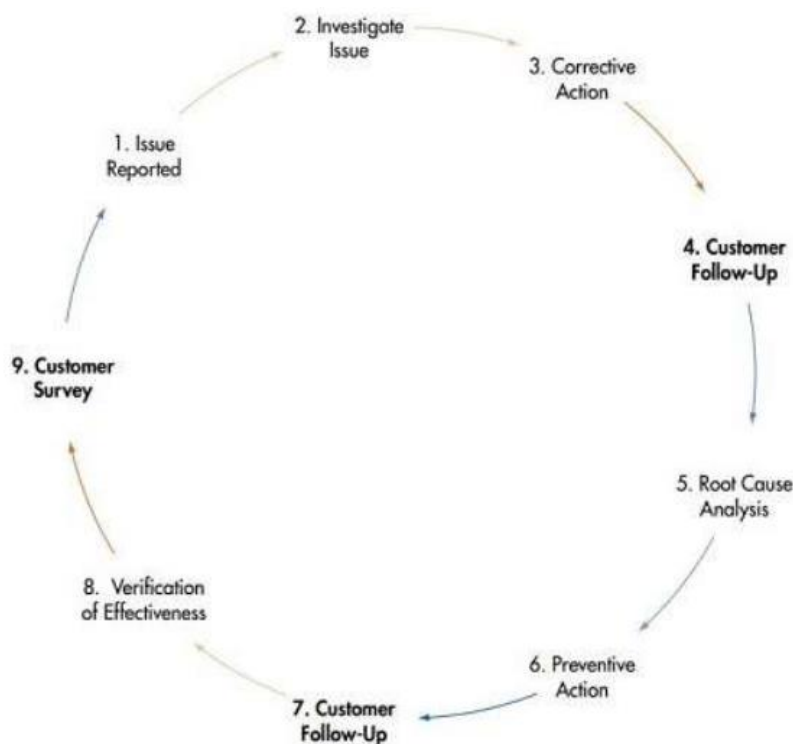 1. Issue
Reported
2. Investigate
Issue
3. Corrective
Action
4. Customer
Follow-Up
5. Root Cause
Analysis
6. Preventive
Action
7. Customer
Follow-Up
8. Verification
of Effectiveness
9. Customer
Survey